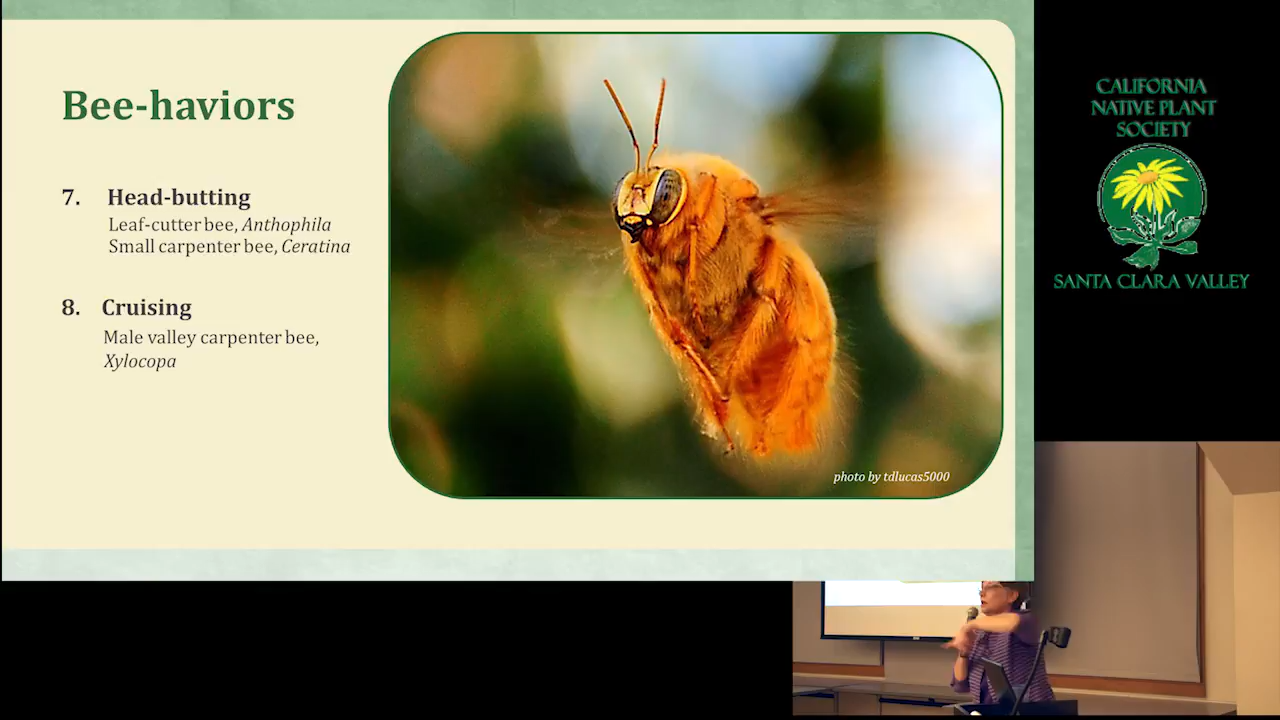 Bee-haviors
7. Head-butting
Leaf-cutter bee, Anthophila
Small carpenter bee, Ceratina
8. Cruising
Male valley carpenter bee,
Xylocopa
photo by tdlucas5000
CALIFORNIA
NATIVE PLANT
SOCIETY
SANTA CLARA VALLEY